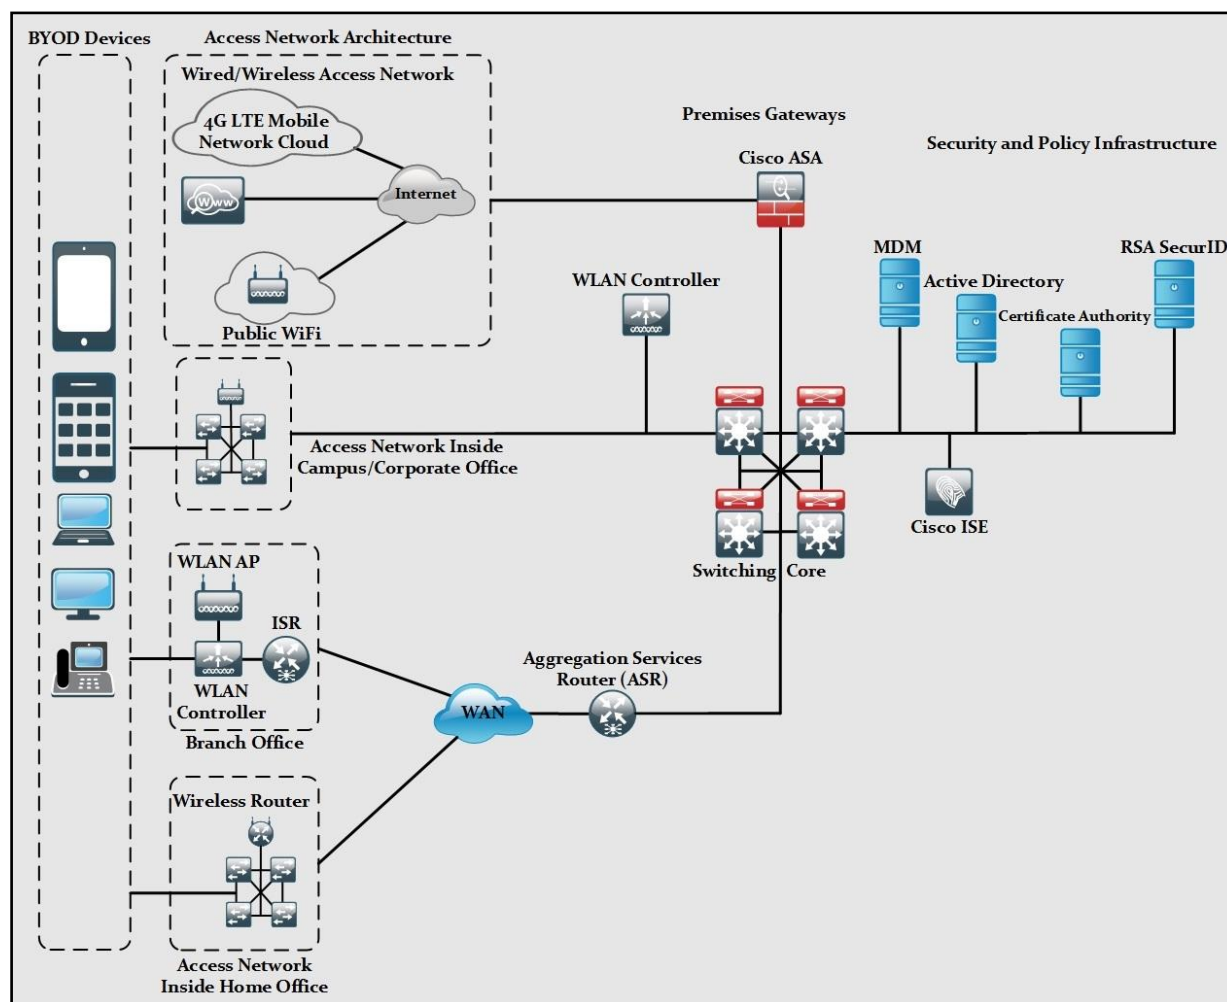 BYOD Devices
Access Network Architecture
Wired/Wireless Access Network
4G LTE Mobile
Network Cloud
Internet
Www
Public WiFi
Premises Gateways
Cisco ASA
Security and Policy Infrastructure
WLAN Controller
MDM
Active Directory
Certificate Authority
RSA SecurID
Access Network Inside
Campus/Corporate Office
Cisco ISE
Switching Core
WLAN AP
ISR
WLAN
Controller
Branch Office
Aggregation Services
Router (ASR)
WAN
Wireless Router
Access Network
Inside Home Office